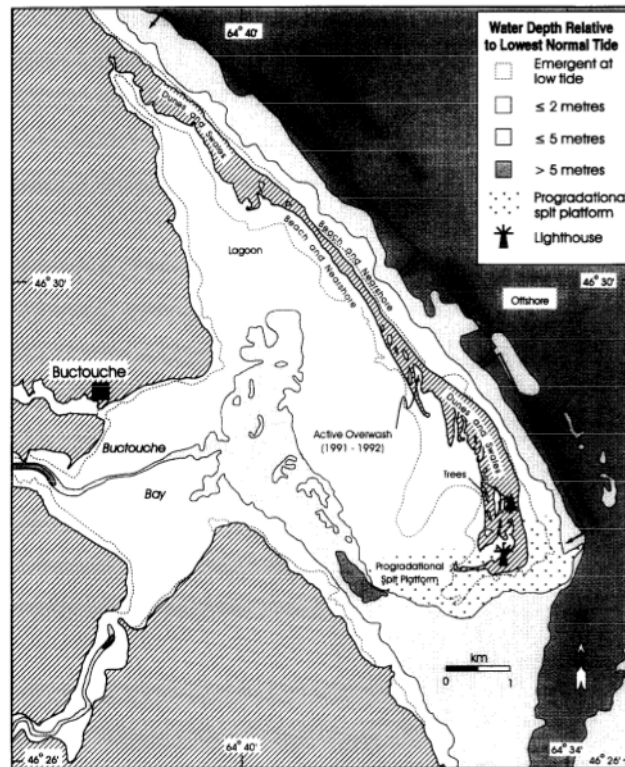 64° 40'
Water Depth Relative
to Lowest Normal Tide
Emergent at
low tide
≤ 2 metres
≤ 5 metres
> 5 metres
Progradational
spit platform
Lighthouse
Dunes and Swales
Lagoon
Beach and Nearshore
Beach and Nearshore
46° 30'
46° 30'
Offshore
Buctouche
Dunes and Swales
Buctouche
Active Overwash
(1991 - 1992)
Bay
Trees
Progradational
Spit Platform
km
0 1
64° 40'
64° 34'
46° 26'
46° 26'